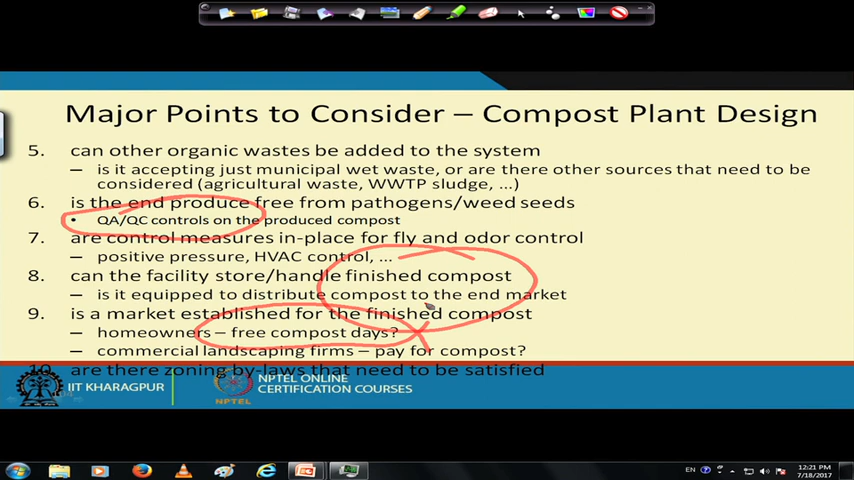 Major Points to Consider – Compost Plant Design
5. can other organic wastes be added to the system
– is it accepting just municipal wet waste, or are there other sources that need to be
considered (agricultural waste, WWTP sludge, ...)
6. is the end produce free from pathogens/weed seeds
• QA/QC controls on the produced compost
7. are control measures in-place for fly and odor control
– positive pressure, HVAC control, ...
8. can the facility store/handle finished compost
– is it equipped to distribute compost to the end market
9. is a market established for the finished compost
– homeowners – free compost days?
– commercial landscaping firms – pay for compost?
10. are there zoning by-laws that need to be satisfied
IIT KHARAGPUR
NPTEL ONLINE
CERTIFICATION COURSES
NPTEL
EN
12:21 PM
7/18/2017